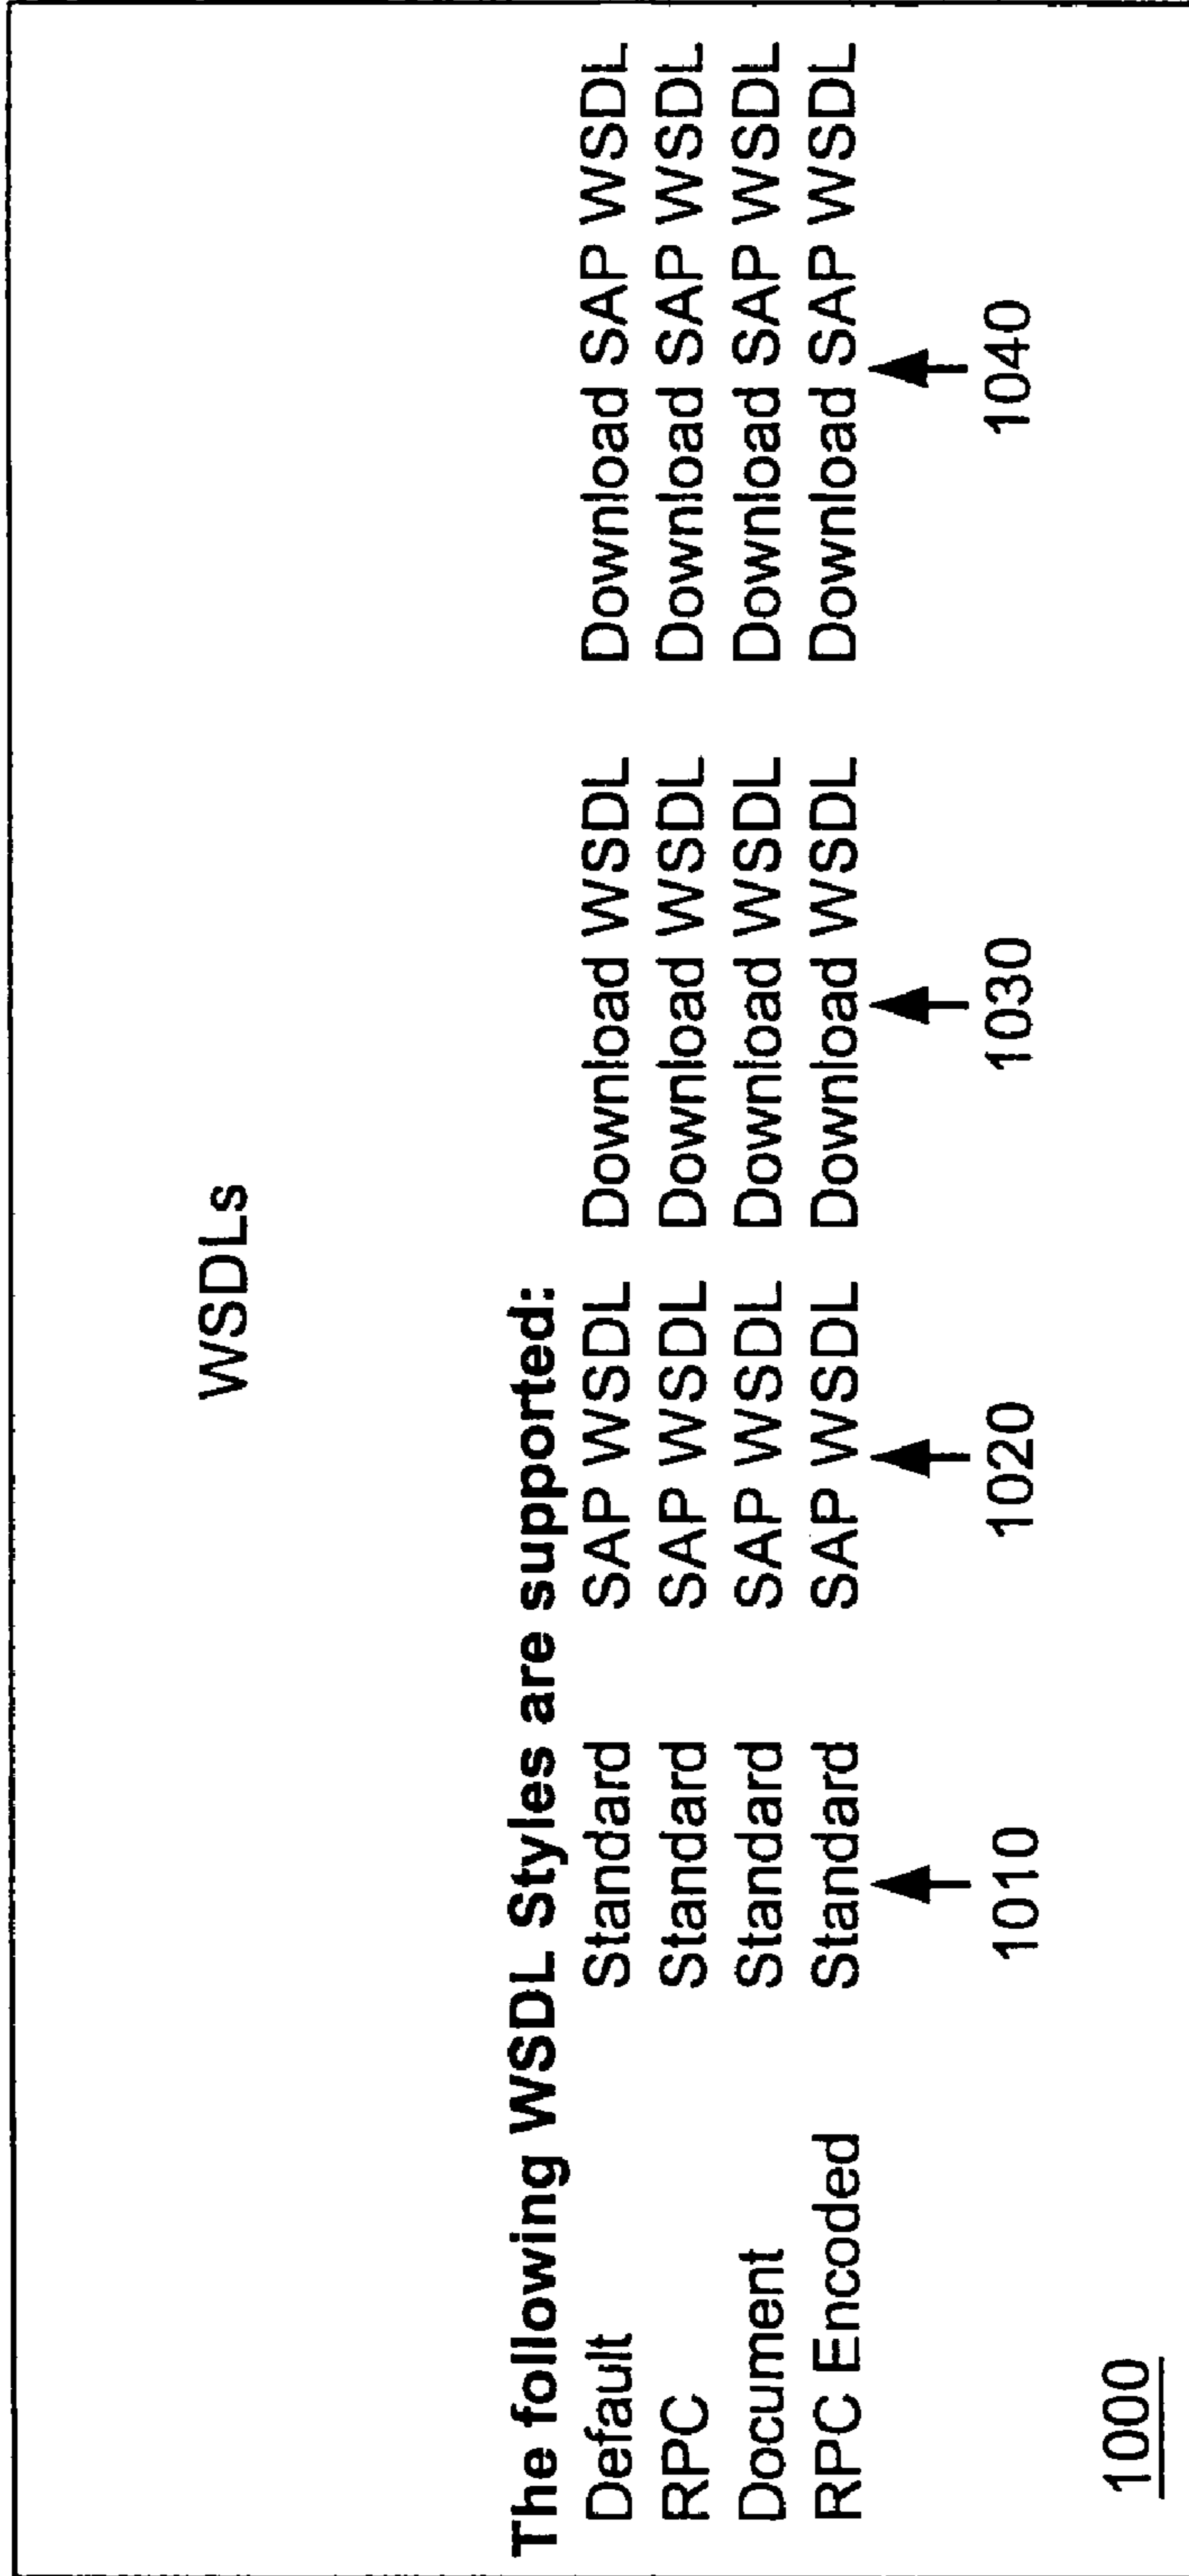 WSDLs
The following WSDL Styles are supported:
Default Standard SAP WSDL Download WSDL Download SAP WSDL
RPC Standard SAP WSDL Download WSDL Download SAP WSDL
Document Standard SAP WSDL Download WSDL Download SAP WSDL
RPC Encoded Standard SAP WSDL Download WSDL Download SAP WSDL
1010 1020 1030 1040
1000